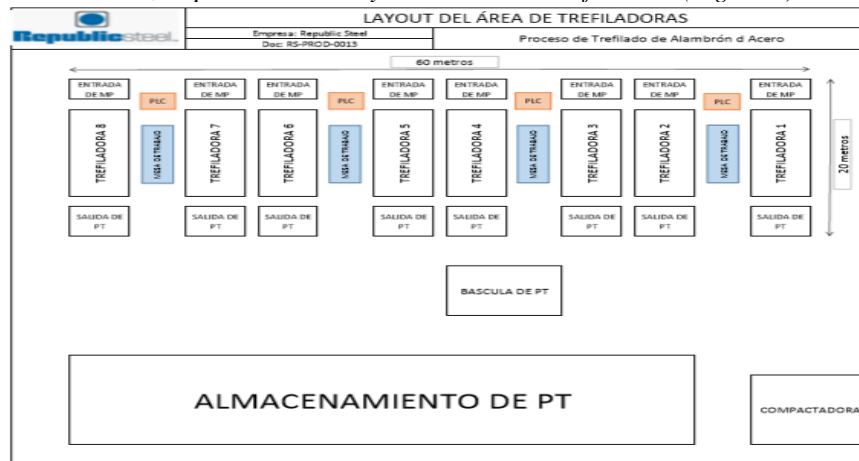 LAYOUT DEL ÁREA DE TREFILADORAS
Republicsteel.
Empresa: Republic Steel
Doc: RS-PROD-0013
Proceso de Trefilado de Alambrón d Acero
60 metros
ENTRADA DE MP
PLC
ENTRADA DE MP
ENTRADA DE MP
PLC
ENTRADA DE MP
ENTRADA DE MP
PLC
ENTRADA DE MP
ENTRADA DE MP
PLC
ENTRADA DE MP
TREFILADORA 8
MESA DE TRABAJO
TREFILADORA 7
TREFILADORA 6
MESA DE TRABAJO
TREFILADORA 5
TREFILADORA 4
MESA DE TRABAJO
TREFILADORA 3
TREFILADORA 2
MESA DE TRABAJO
TREFILADORA 1
20 metros
SALIDA DE PT
SALIDA DE PT
SALIDA DE PT
SALIDA DE PT
SALIDA DE PT
SALIDA DE PT
SALIDA DE PT
SALIDA DE PT
BASCULA DE PT
ALMACENAMIENTO DE PT
COMPACTADORA